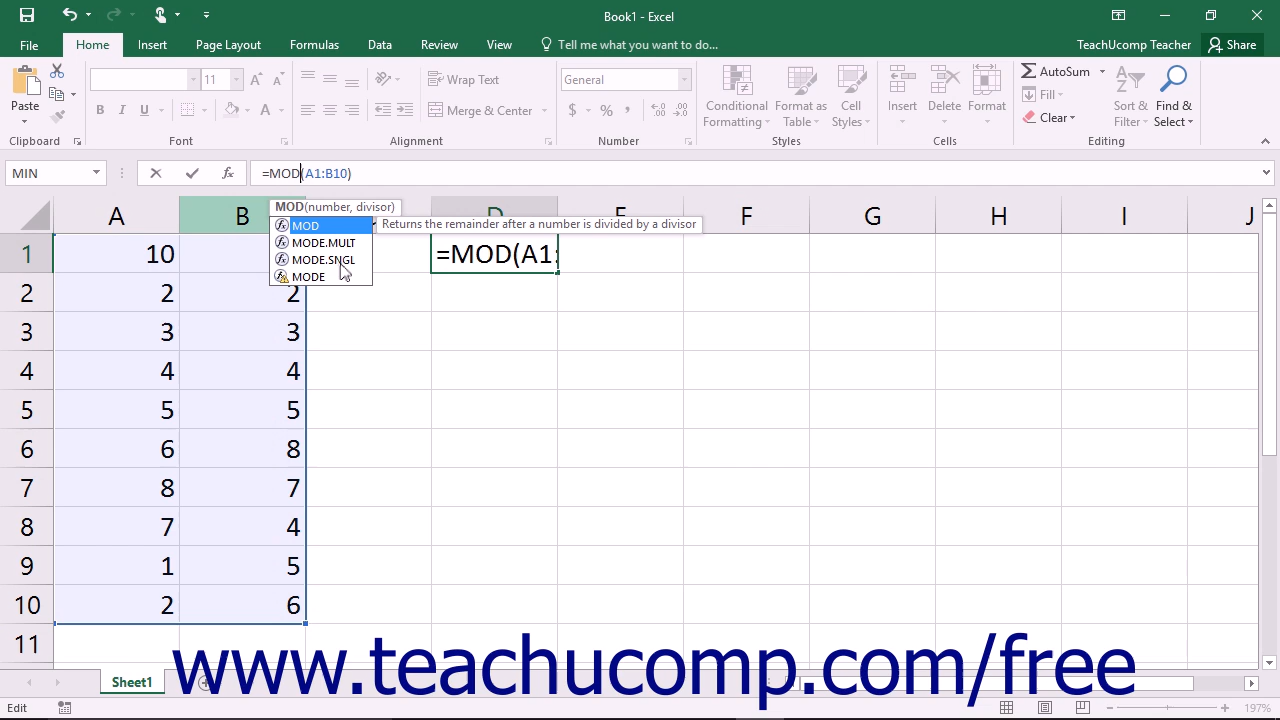 Book1 - Excel
File Home Insert Page Layout Formulas Data Review View Tell me what you want to do... TeachUcomp Teacher Share
Paste 11 Wrap Text General Conditional Formatting Format as Table Cell Styles Insert Delete Format AutoSum Sort & Filter Find & Select
B I U A Merge & Center $ % , Fill
Clear
Clipboard Font Alignment Number Styles Cells Editing
MIN fx =MOD(A1:B10)
MOD(number, divisor)
A B D E F G H I J
MOD Returns the remainder after a number is divided by a divisor
MODE.MULT
MODE.SNGL
MODE
1 10 =MOD(A1:
2 2 2
3 3 3
4 4 4
5 5 5
6 6 8
7 8 7
8 7 4
9 1 5
10 2 6
11
www.teachucomp.com/free
Sheet1
Edit 197%